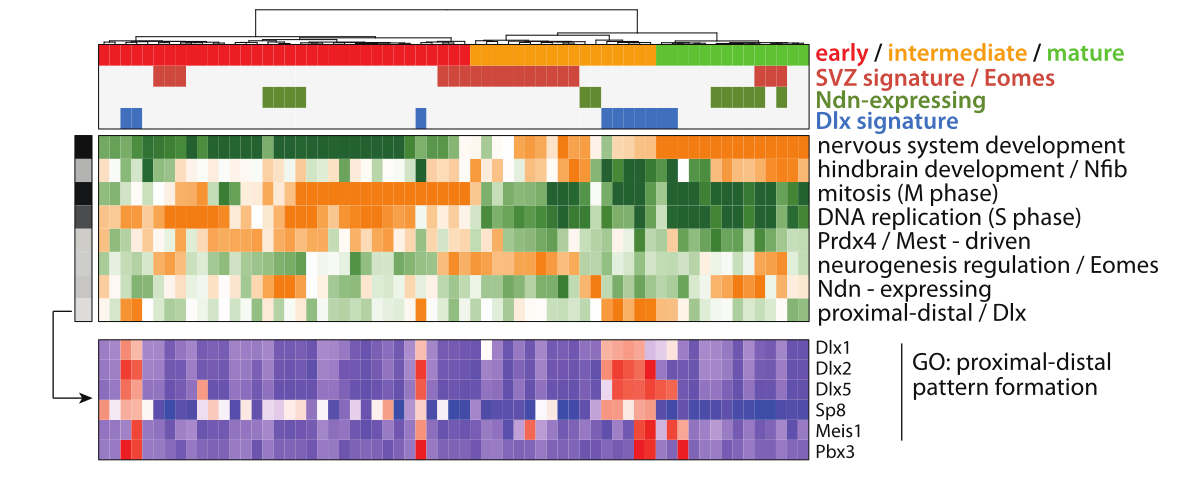 early / intermediate / mature
SVZ signature / Eomes
Ndn-expressing
Dlx signature
nervous system development
hindbrain development / Nfib
mitosis (M phase)
DNA replication (S phase)
Prdx4 / Mest - driven
neurogenesis regulation / Eomes
Ndn - expressing
proximal-distal / Dlx
Dlx1
Dlx2
Dlx5
Sp8
Meis1
Pbx3
GO: proximal-distal
pattern formation